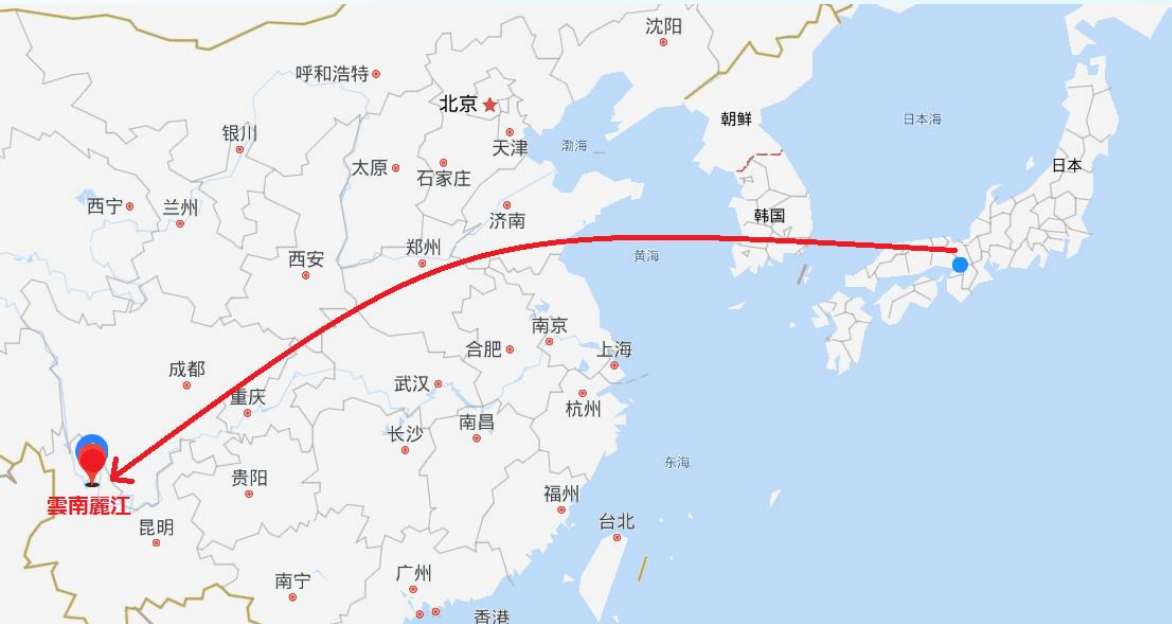 沈阳
呼和浩特
北京
朝鲜
日本海
银川
天津
渤海
太原
石家庄
日本
西宁
兰州
济南
韩国
郑州
西安
黄海
南京
合肥
上海
成都
武汉
重庆
杭州
南昌
长沙
东海
贵阳
福州
雲南麗江
昆明
台北
南宁
广州
香港